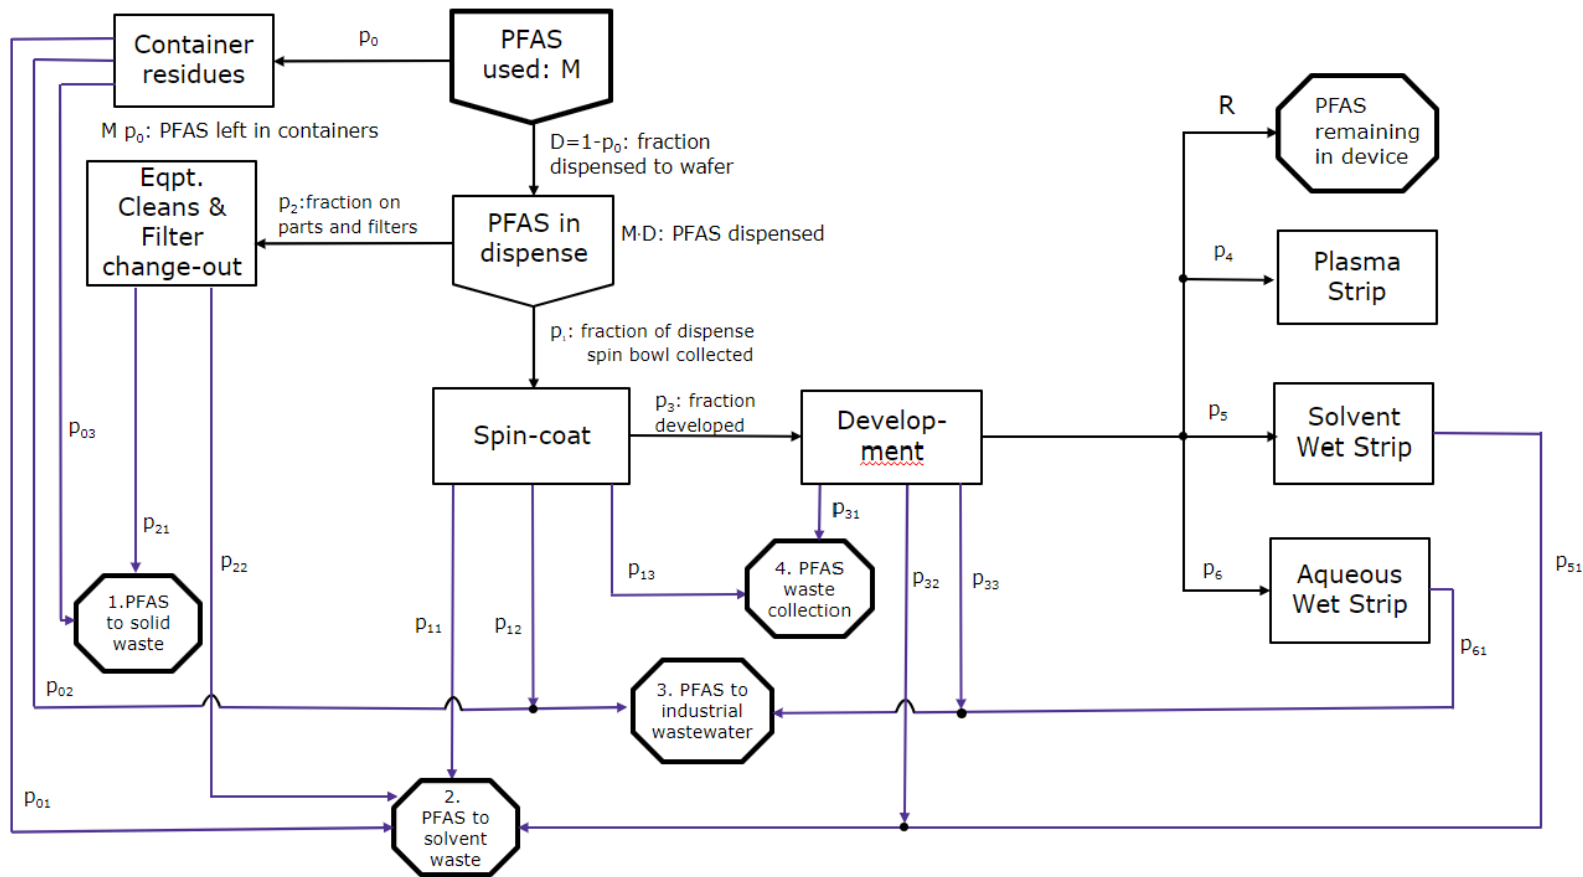 Container
residues
p₀
PFAS
used: M
M p₀: PFAS left in containers
D=1-p₀: fraction
dispensed to wafer
R
PFAS
remaining
in device
Eqpt.
Cleans &
Filter
change-out
p₂:fraction on
parts and filters
PFAS in
dispense
M·D: PFAS dispensed
p₄
Plasma
Strip
p₁: fraction of dispense
spin bowl collected
Spin-coat
p₃: fraction
developed
Develop-
ment
p₅
Solvent
Wet Strip
p₀₃
p₂₁
p₂₂
p₃₁
p₁₃
4. PFAS
waste
collection
p₃₂
p₃₃
p₆
Aqueous
Wet Strip
p₅₁
1.PFAS
to solid
waste
p₁₁
p₁₂
p₆₁
p₀₂
3. PFAS to
industrial
wastewater
p₀₁
2.
PFAS to
solvent
waste